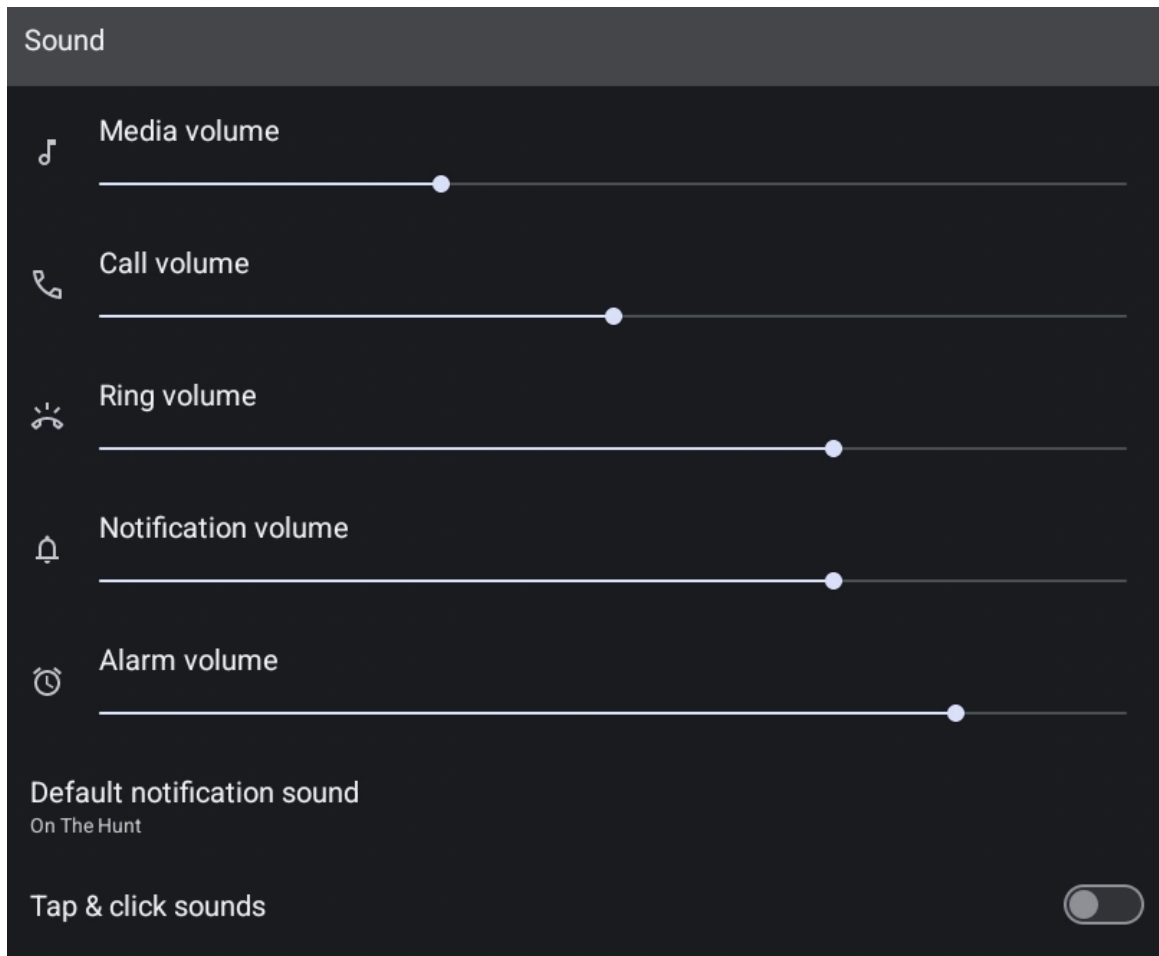 Sound
Media volume
Call volume
Ring volume
Notification volume
Alarm volume
Default notification sound
On The Hunt
Tap & click sounds